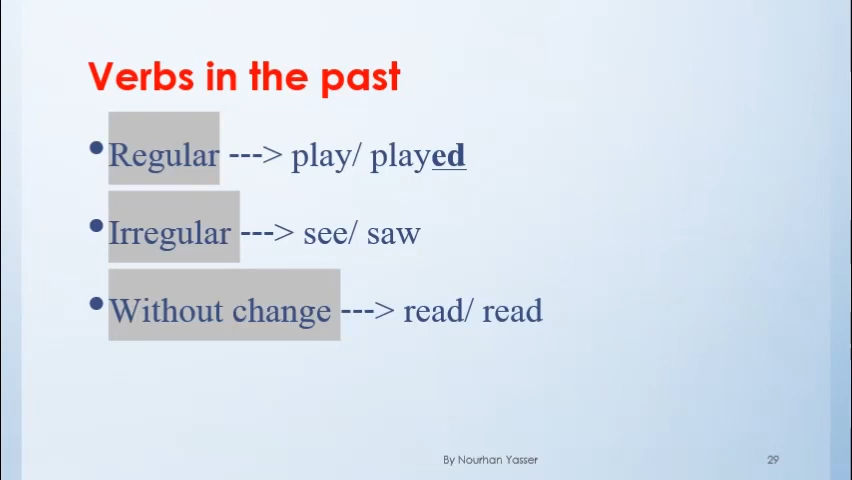 Verbs in the past
•Regular ---> play/ played
•Irregular ---> see/ saw
•Without change ---> read/ read
By Nourhan Yasser 29